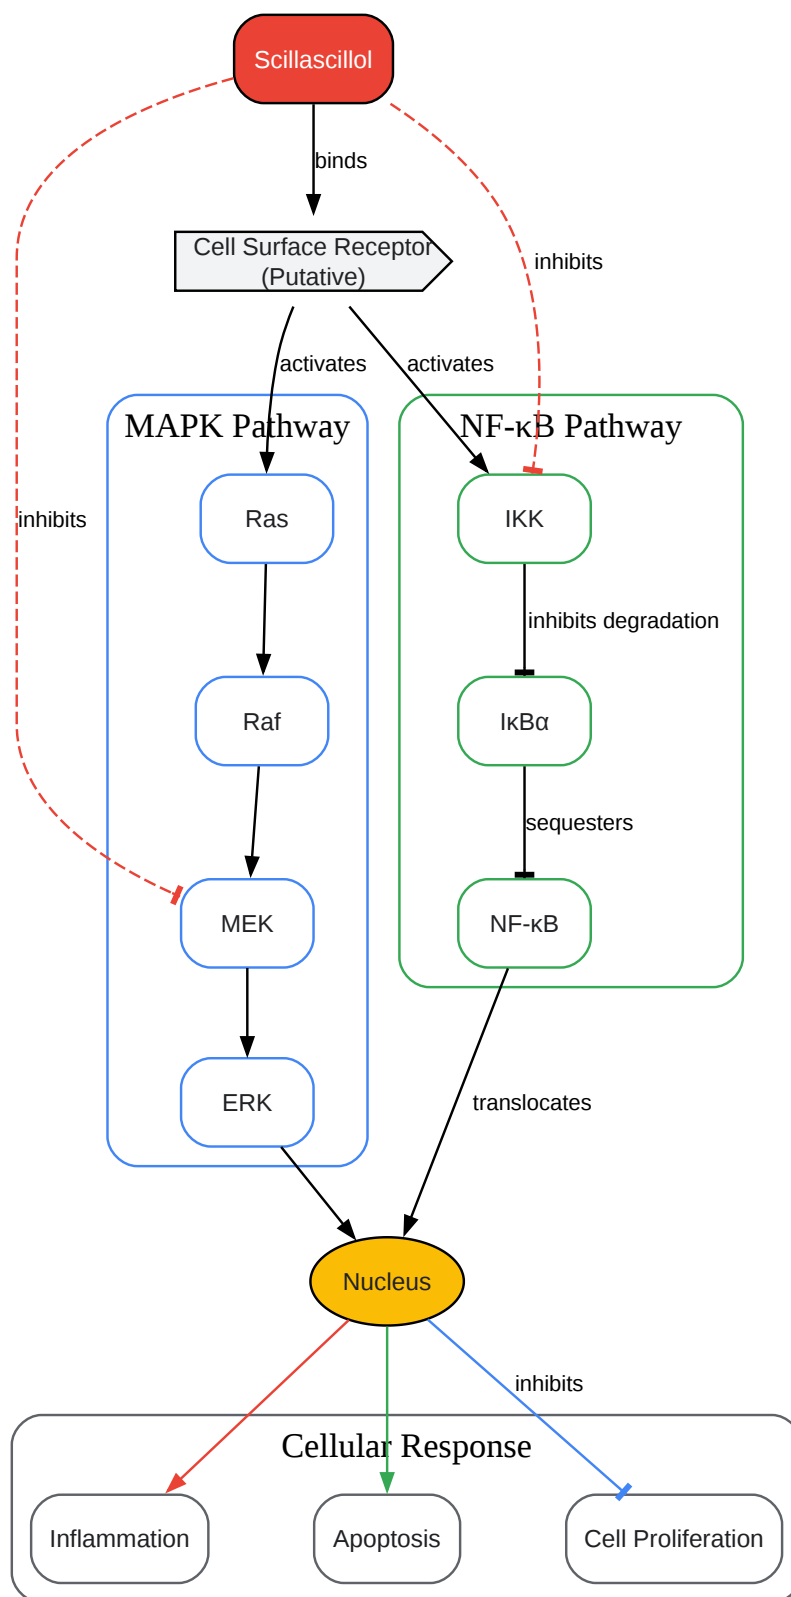 Scillascillol
binds
Cell Surface Receptor
(Putative)
inhibits
activates
activates
MAPK Pathway
NF-κB Pathway
inhibits
Ras
IKK
inhibits degradation
Raf
IκBα
sequesters
MEK
NF-κB
ERK
translocates
Nucleus
inhibits
Cellular Response
Inflammation
Apoptosis
Cell Proliferation